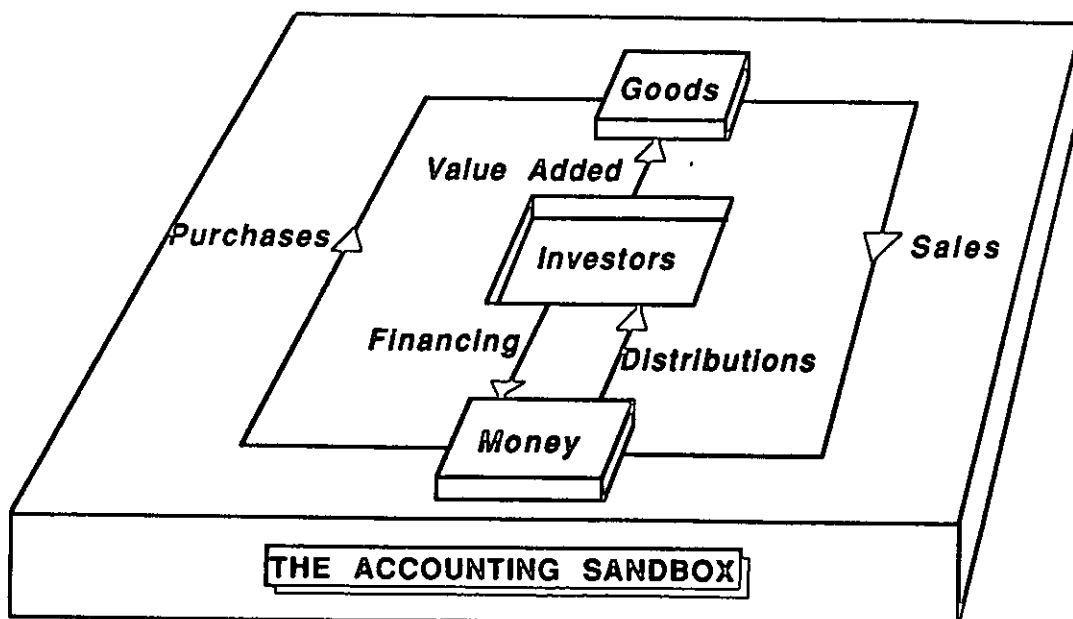 Goods
Value Added
Purchases
Investors
Sales
Financing
Distributions
Money
THE ACCOUNTING SANDBOX